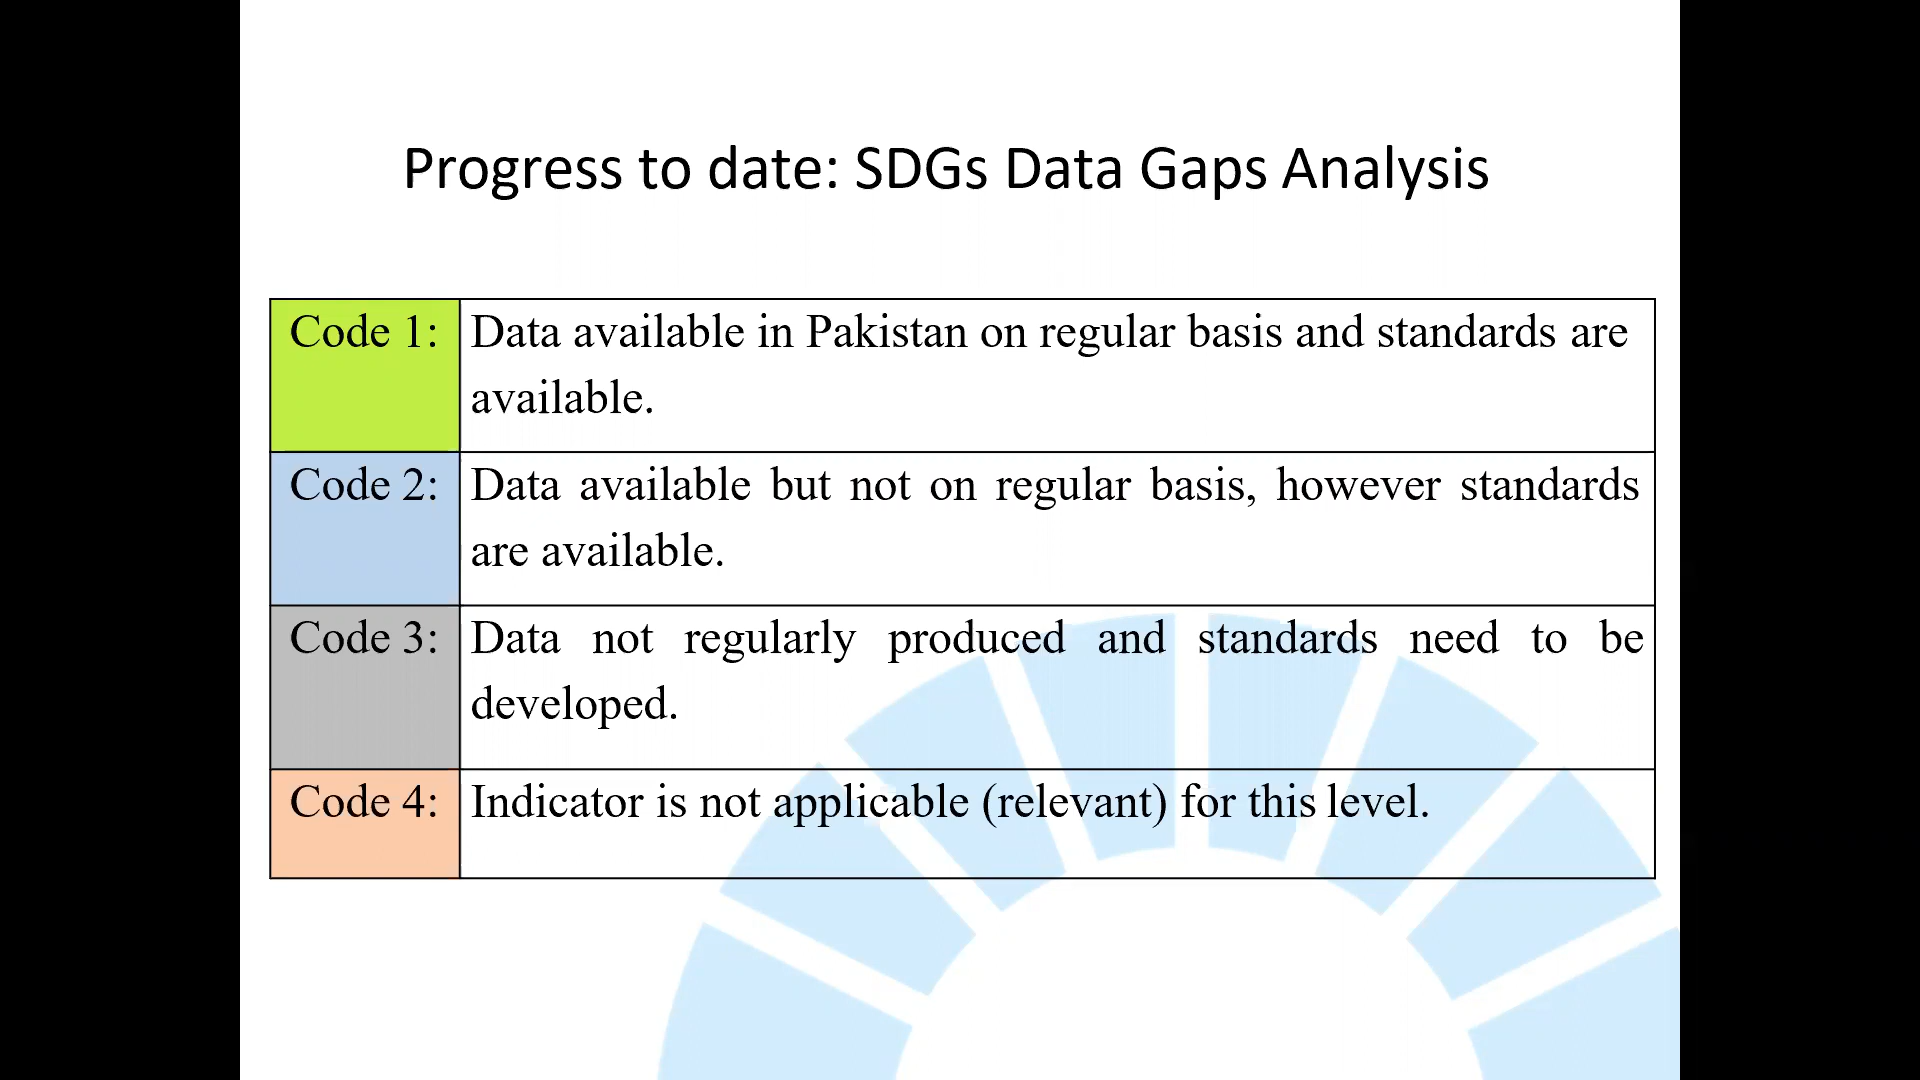 Progress to date: SDGs Data Gaps Analysis
Code 1: Data available in Pakistan on regular basis and standards are
available.
Code 2: Data available but not on regular basis, however standards
are available.
Code 3: Data not regularly produced and standards need to be
developed.
Code 4: Indicator is not applicable (relevant) for this level.